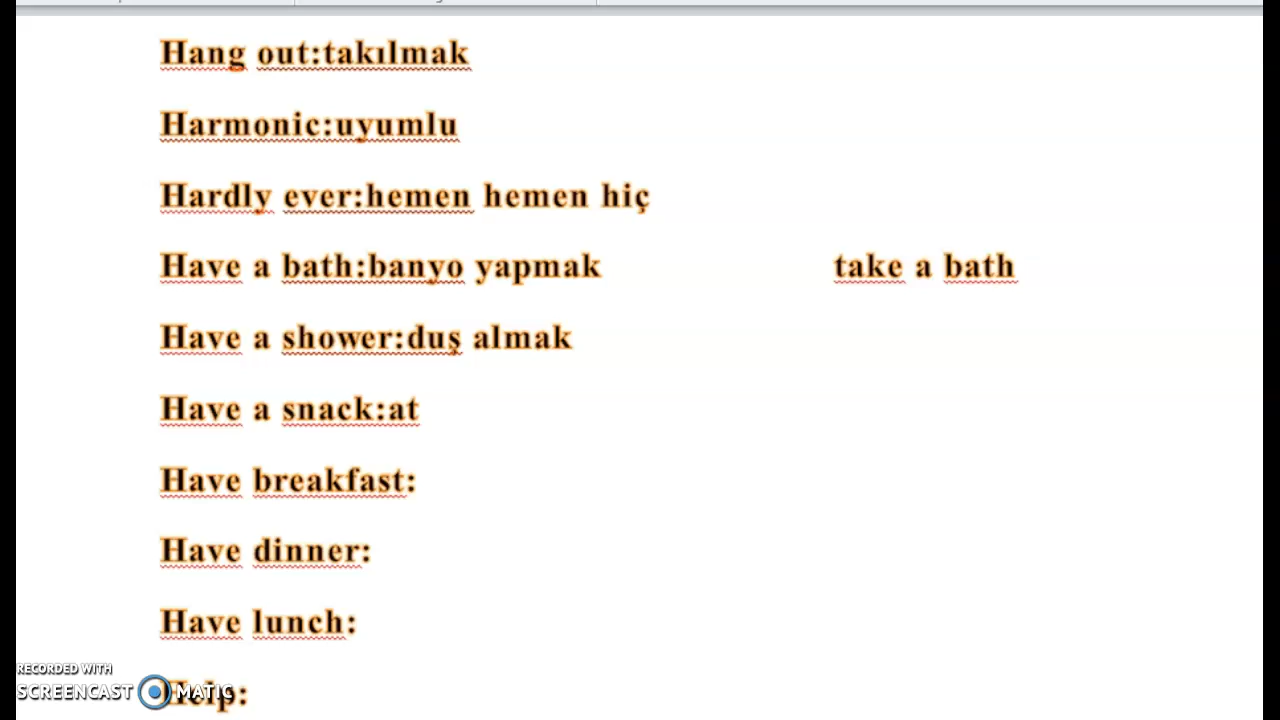 Hang out:takılmak
Harmonic:uyumlu
Hardly ever:hemen hemen hiç
Have a bath:banyo yapmak take a bath
Have a shower:duş almak
Have a snack:at
Have breakfast:
Have dinner:
Have lunch:
Help:
RECORDED WITH
SCREENCAST MATIC